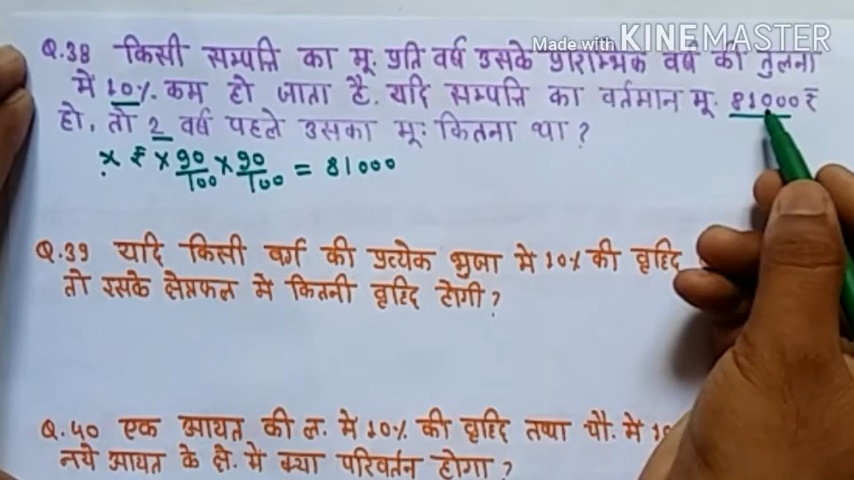 Made with KINEMASTER
Q.38 किसी सम्पत्ति का मू. प्रति वर्ष उसके प्रारम्भिक वर्ष की तुलना
में 10% कम हो जाता है. यदि सम्पत्ति का वर्तमान मू. 81000 ₹
हो, तो 2 वर्ष पहले उसका मू. कितना था ?
x ₹ × 90/100 × 90/100 = 81000
Q.39 यदि किसी वर्ग की प्रत्येक भुजा में 10% की वृद्दि
तो इसके क्षेत्रफल में कितनी वृद्दि होगी ?
Q.40 एक आयत की ल. में 10% की वृद्दि तथा चौ. में
नये आयत के क्षे. में क्या परिवर्तन होगा ?